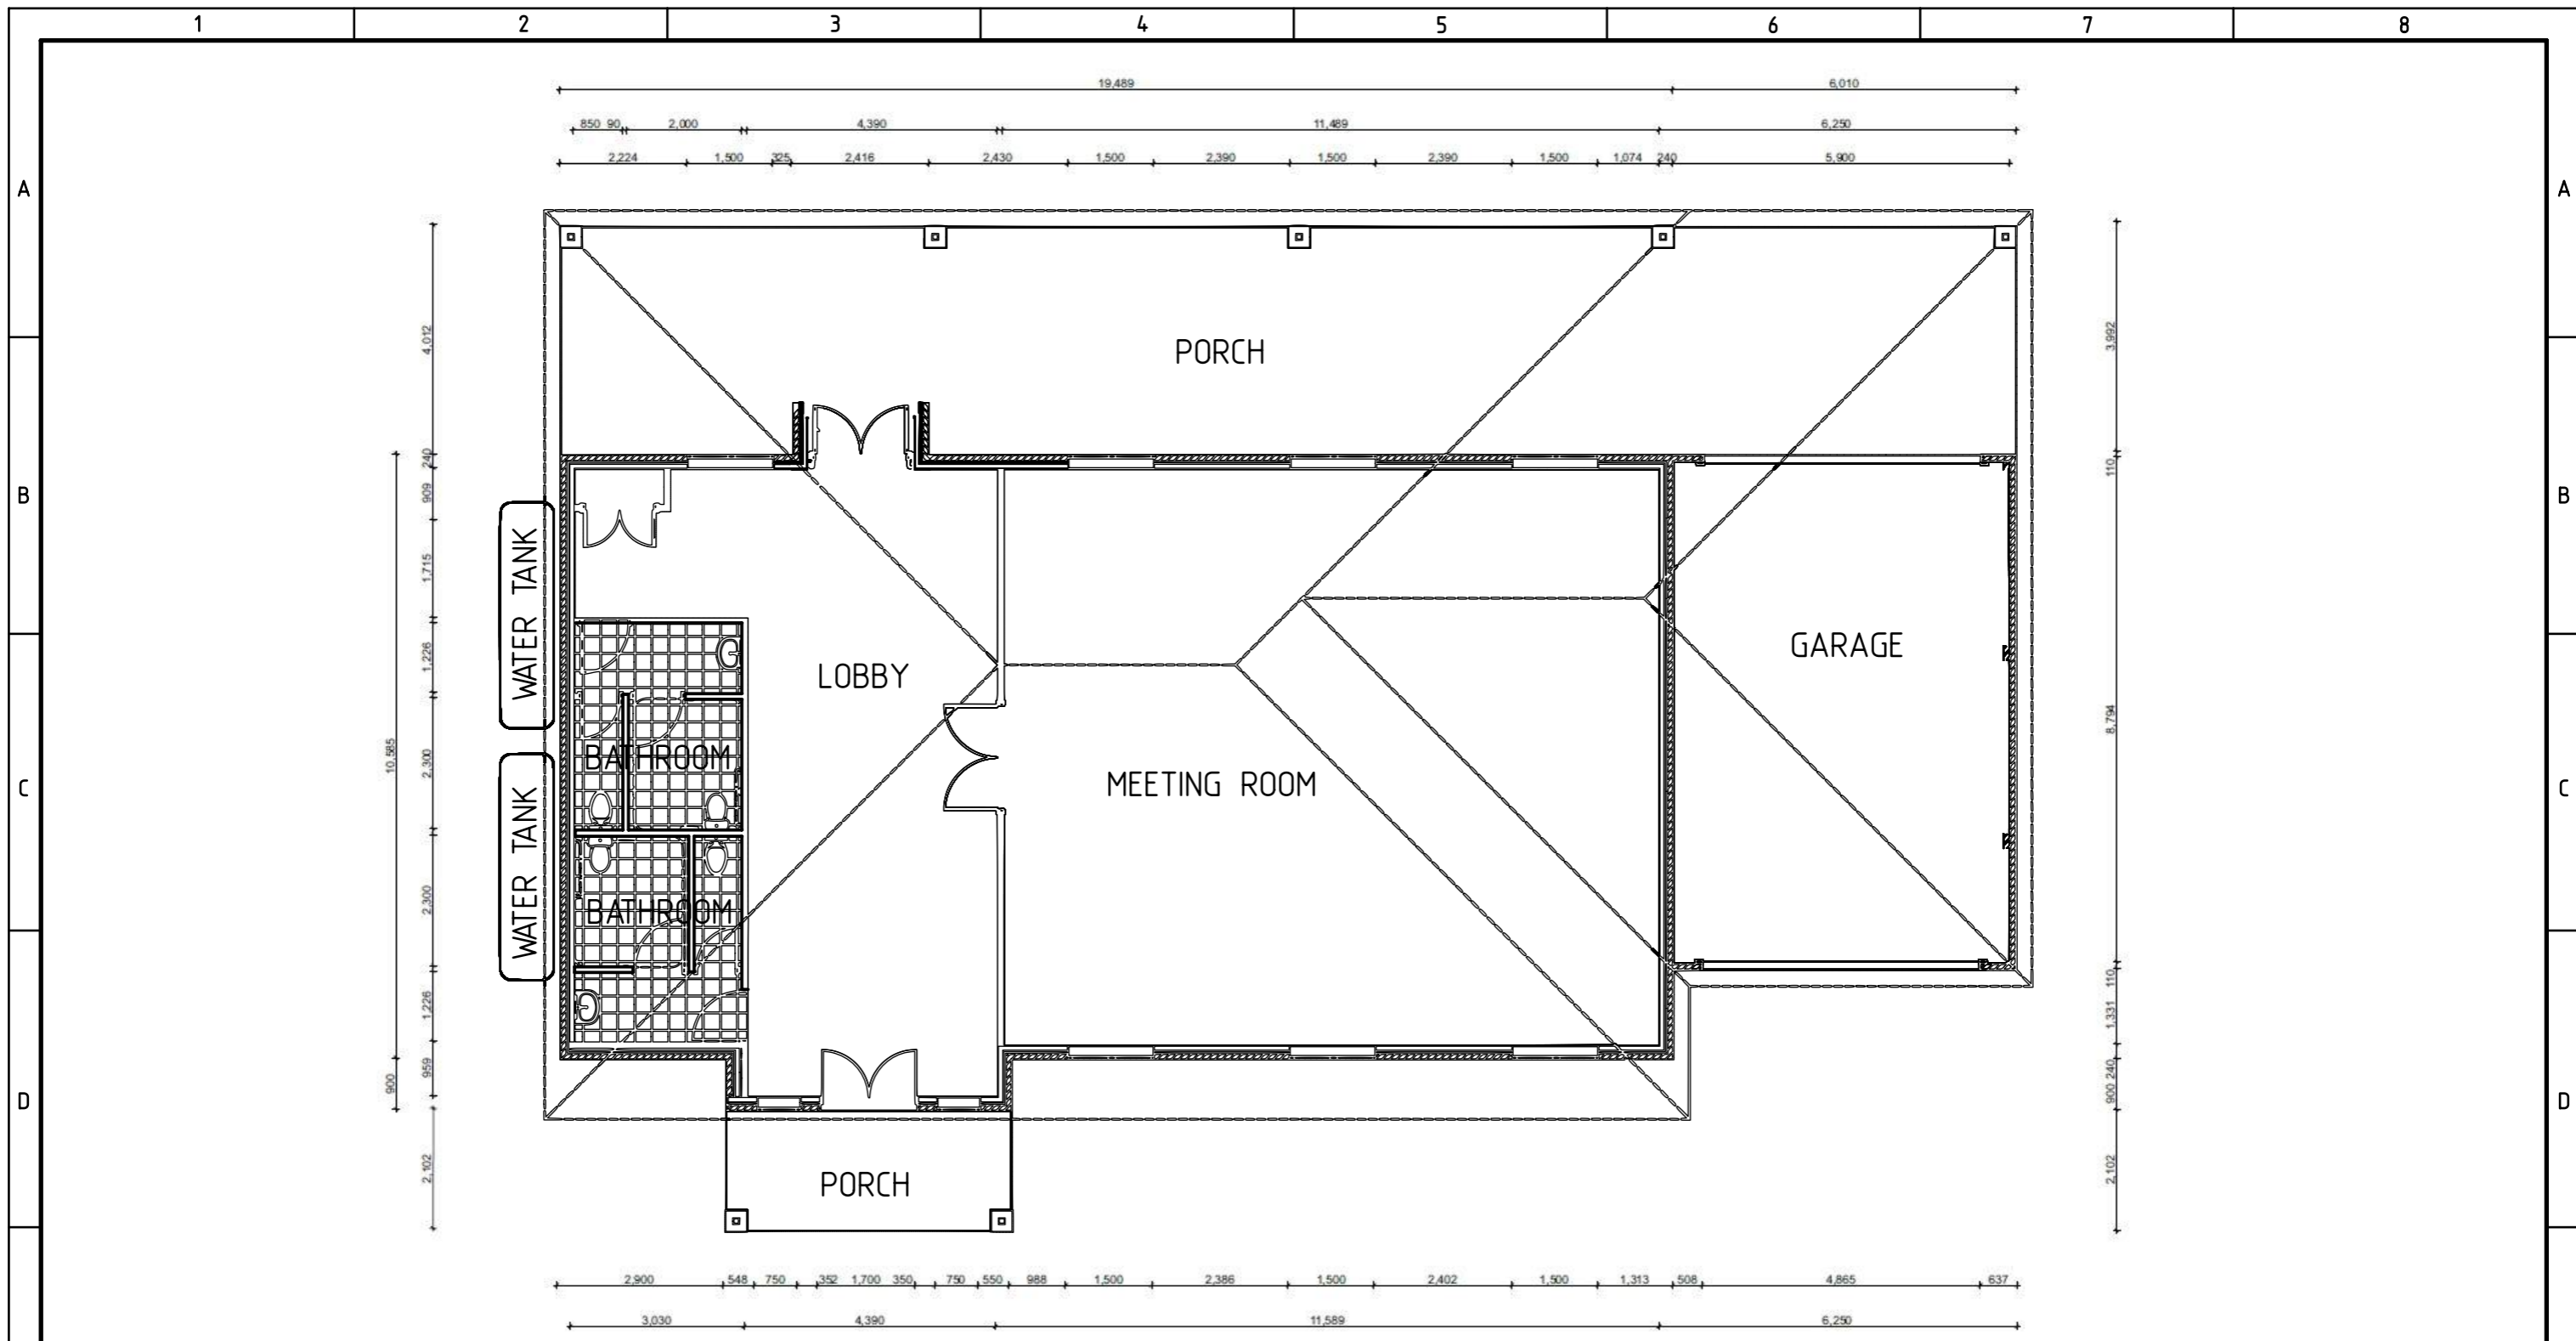 1 2 3 4 5 6 7 8
19,489 6,010
850 90 2,000 4,390 11,489 6,250
2,224 1,500 325 2,416 2,430 1,500 2,390 1,500 2,390 1,500 1,074 240 5,900
A A
4,012 3,992
PORCH
240 110
B B
909
WATER TANK
1,715
1,226
GARAGE
LOBBY
10,585 2,300 8,794
BATHROOM
MEETING ROOM
C C
WATER TANK
2,300
BATHROOM
1,226 110
1,331
959 240
900 900
D D
2,102 2,102
PORCH
2,900 548 750 352 1,700 350 750 550 988 1,500 2,386 1,500 2,402 1,500 1,313 508 4,865 637
3,030 4,390 11,589 6,250